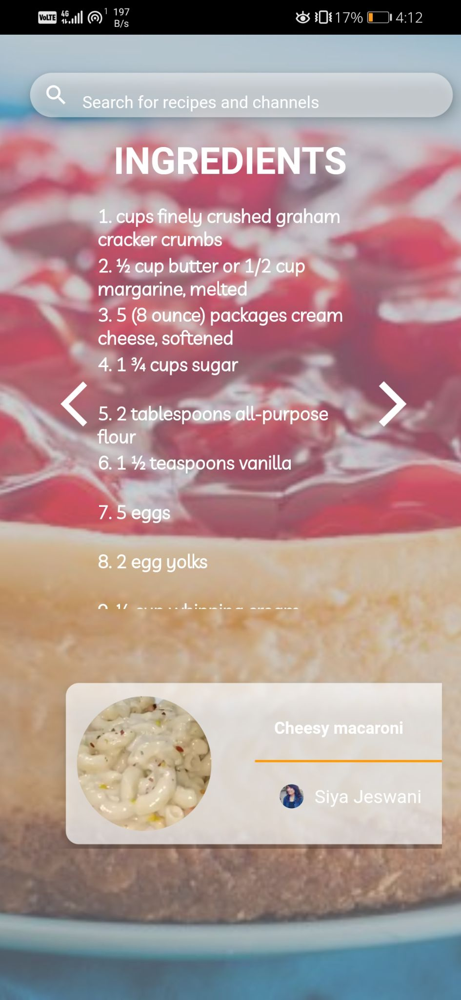 VoLTE 4G 1 197 B/s 17% 4:12
Search for recipes and channels
INGREDIENTS
1. cups finely crushed graham
cracker crumbs
2. ½ cup butter or 1/2 cup
margarine, melted
3. 5 (8 ounce) packages cream
cheese, softened
4. 1 ¾ cups sugar
5. 2 tablespoons all-purpose
flour
6. 1 ½ teaspoons vanilla
7. 5 eggs
8. 2 egg yolks
cup whipping cream
Cheesy macaroni
Siya Jeswani